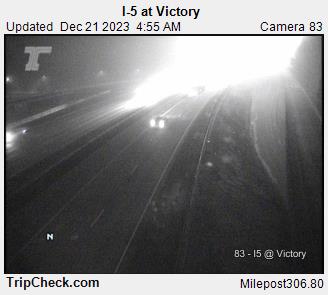 I-5 at Victory
Updated Dec 21 2023 4:55 AM Camera 83
T
N
83 - I5 @ Victory
TripCheck.com Milepost306.80